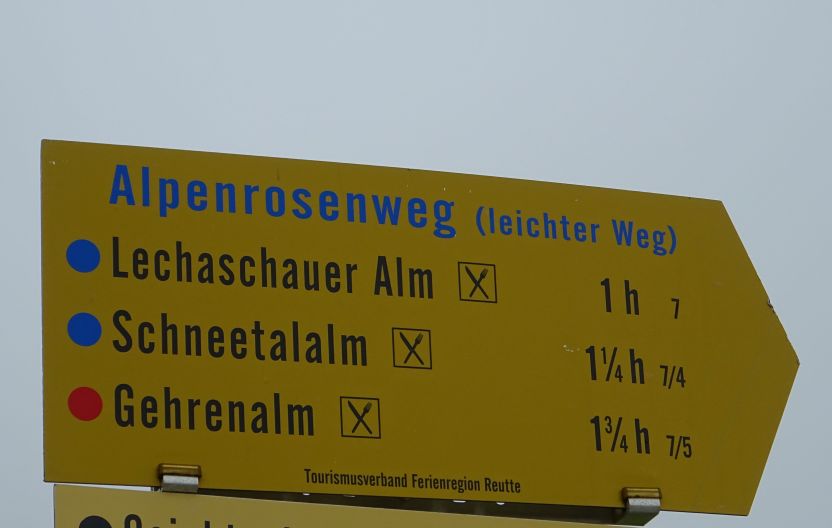 Alpenrosenweg (leichter Weg)
Lechaschauer Alm 1 h 7
Schneetalalm 1¼ h 7/4
Gehrenalm 1¾ h 7/5
Tourismusverband Ferienregion Reutte